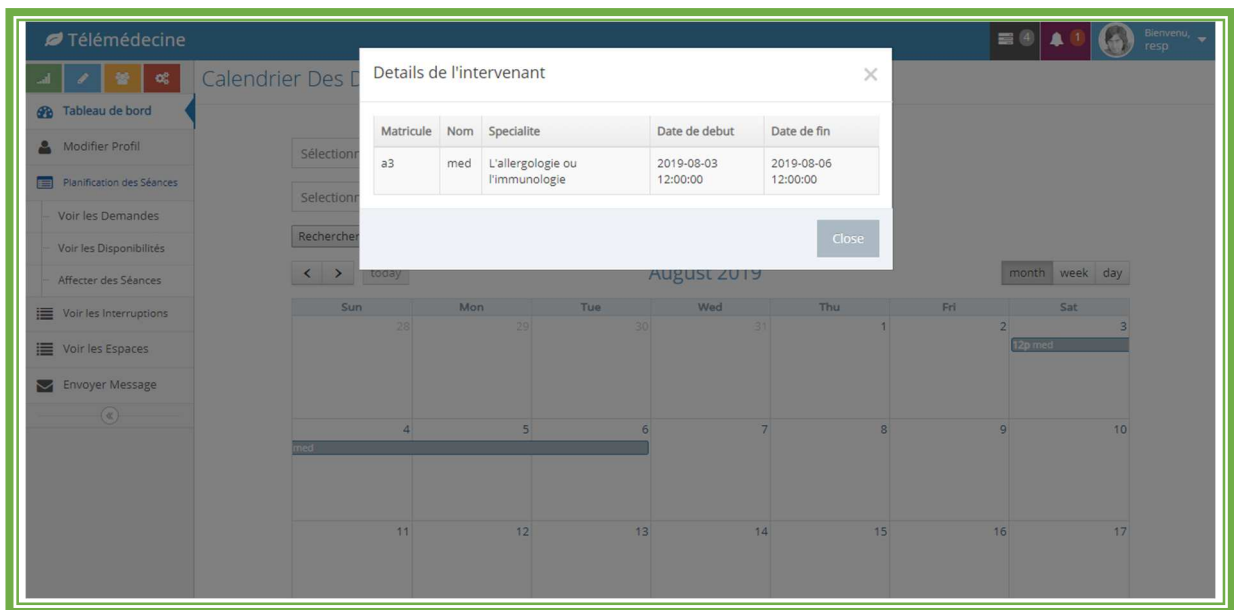 Télémédecine
4
1
Bienvenu,
resp
Calendrier Des D
Details de l'intervenant
×
Matricule Nom Specialite Date de debut Date de fin
a3 med L'allergologie ou l'immunologie 2019-08-03 12:00:00 2019-08-06 12:00:00
Close
Tableau de bord
Modifier Profil
Planification des Séances
Voir les Demandes
Voir les Disponibilités
Affecter des Séances
Voir les Interruptions
Voir les Espaces
Envoyer Message
Sélectionn
Selectionn
Rechercher
today August 2019 month week day
Sun Mon Tue Wed Thu Fri Sat
28 29 30 31 1 2 3
12p med
4 5 6 7 8 9 10
med
11 12 13 14 15 16 17